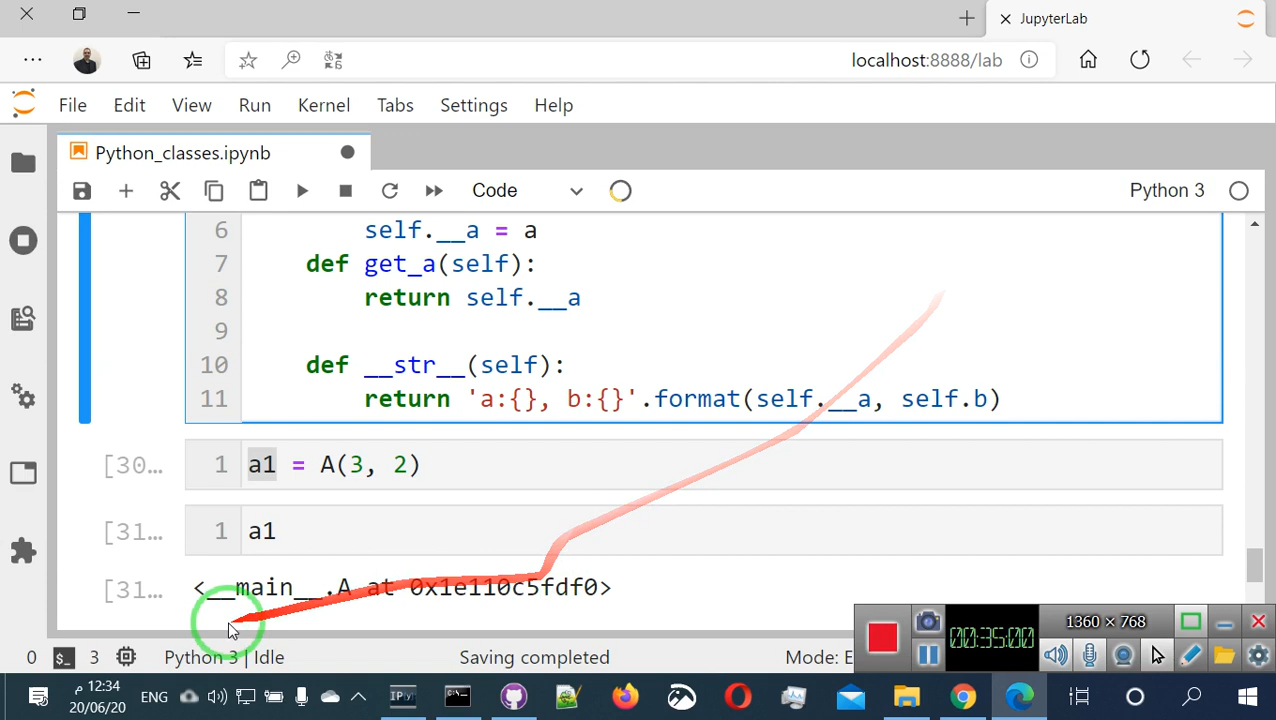 JupyterLab
localhost:8888/lab
File Edit View Run Kernel Tabs Settings Help
Python_classes.ipynb
Code
Python 3
6 self.__a = a
7 def get_a(self):
8 return self.__a
9
10 def __str__(self):
11 return 'a:{}, b:{}'.format(self.__a, self.b)
[30… 1 a1 = A(3, 2)
[31… 1 a1
[31… <__main__.A at 0x1e110c5fdf0>
00:35:00
1360 × 768
0 $_ 3 Python 3 | Idle Saving completed Mode: E
12:34 م
ENG
20/06/20
IP[y]